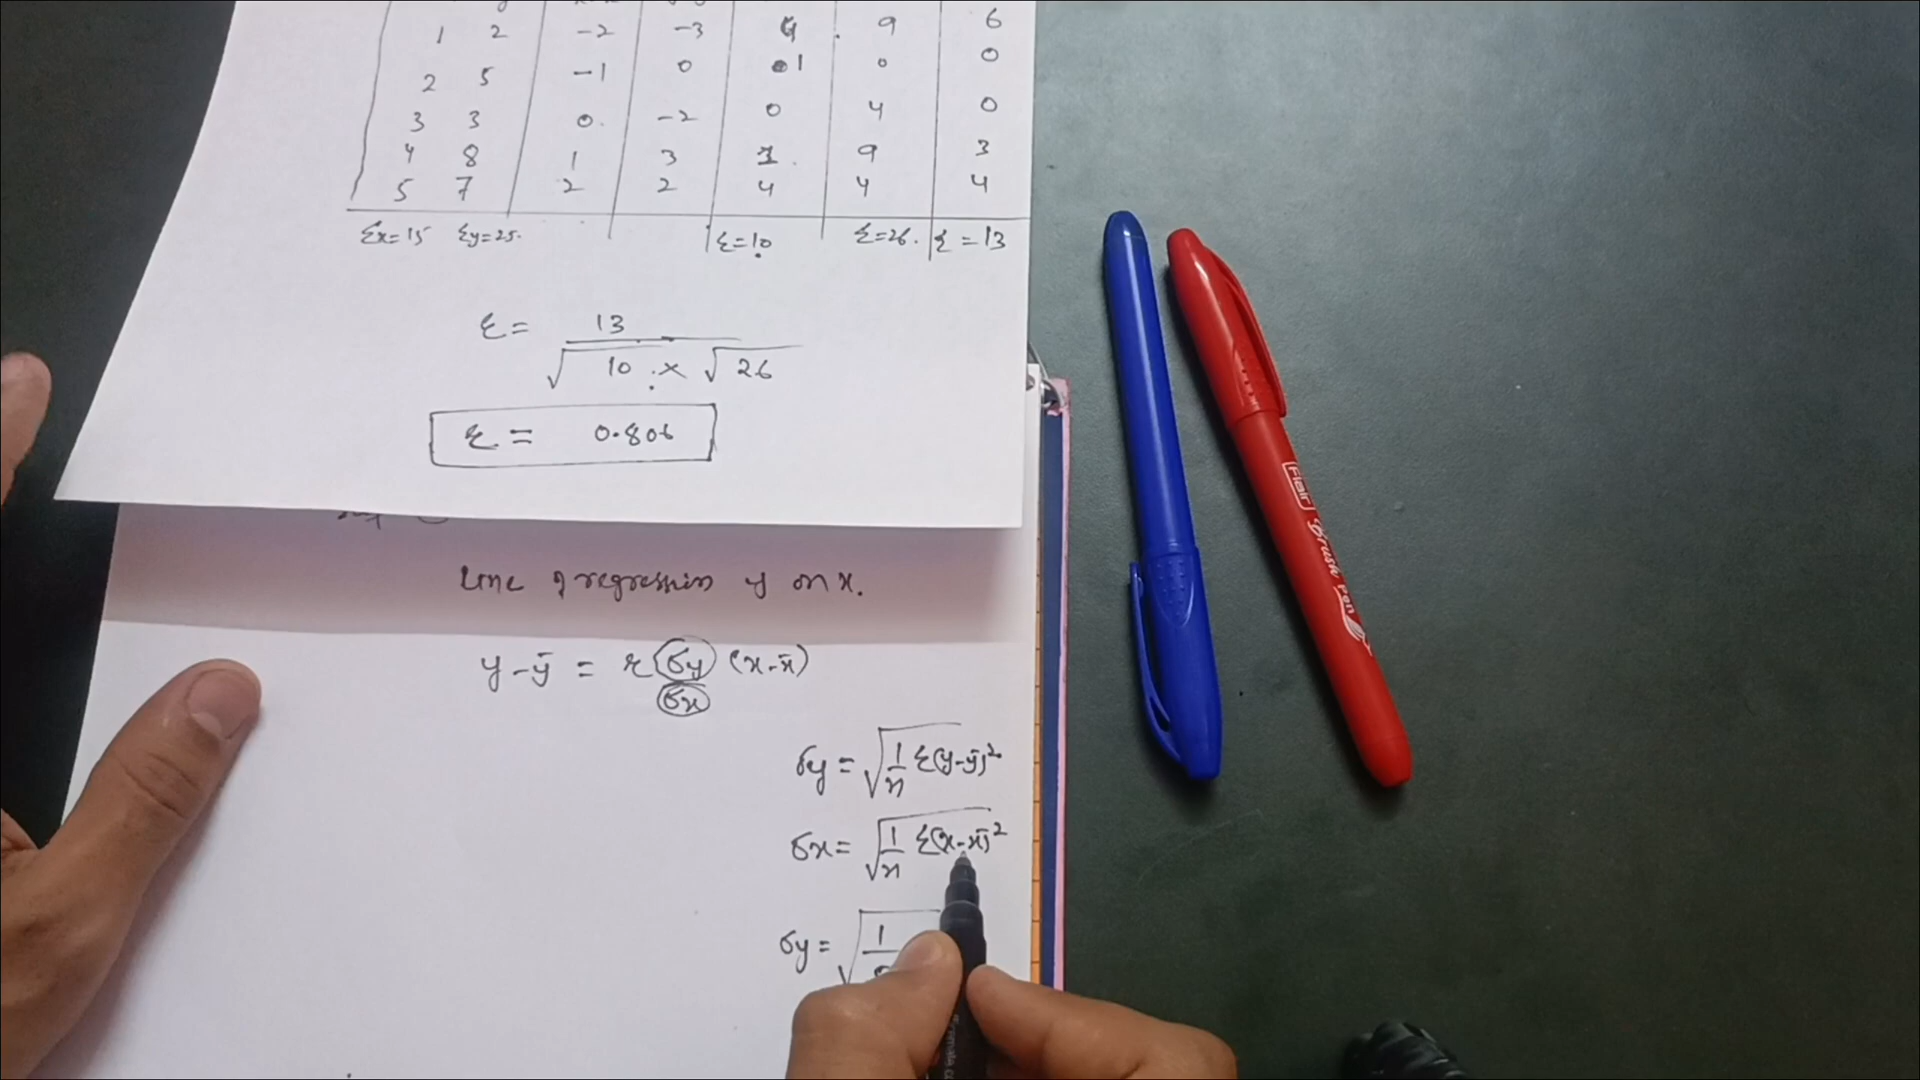 1 2 -2 -3 4 9 6
2 5 -1 0 1 0 0
3 3 0 -2 0 4 0
4 8 1 3 1 9 3
5 7 2 2 4 4 4
Σx=15 Σy=25 Σ=10 Σ=26 Σ=13
r = 13 / √10 × √26
r = 0.806
Line of regression y on x.
y-ȳ = r σy/σx (x-x̄)
σy = √1/n Σ(y-ȳ)²
σx = √1/n Σ(x-x̄)²
σy = √1
Flair
Brush Pen